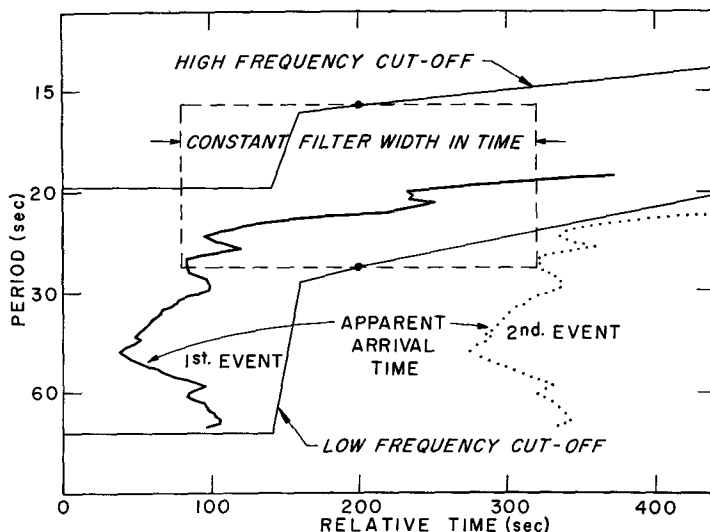 HIGH FREQUENCY CUT-OFF
15
CONSTANT FILTER WIDTH IN TIME
20
PERIOD (sec)
30
APPARENT
ARRIVAL
TIME
1st. EVENT
2nd. EVENT
60
LOW FREQUENCY CUT-OFF
0
100
200
300
400
RELATIVE TIME (sec)